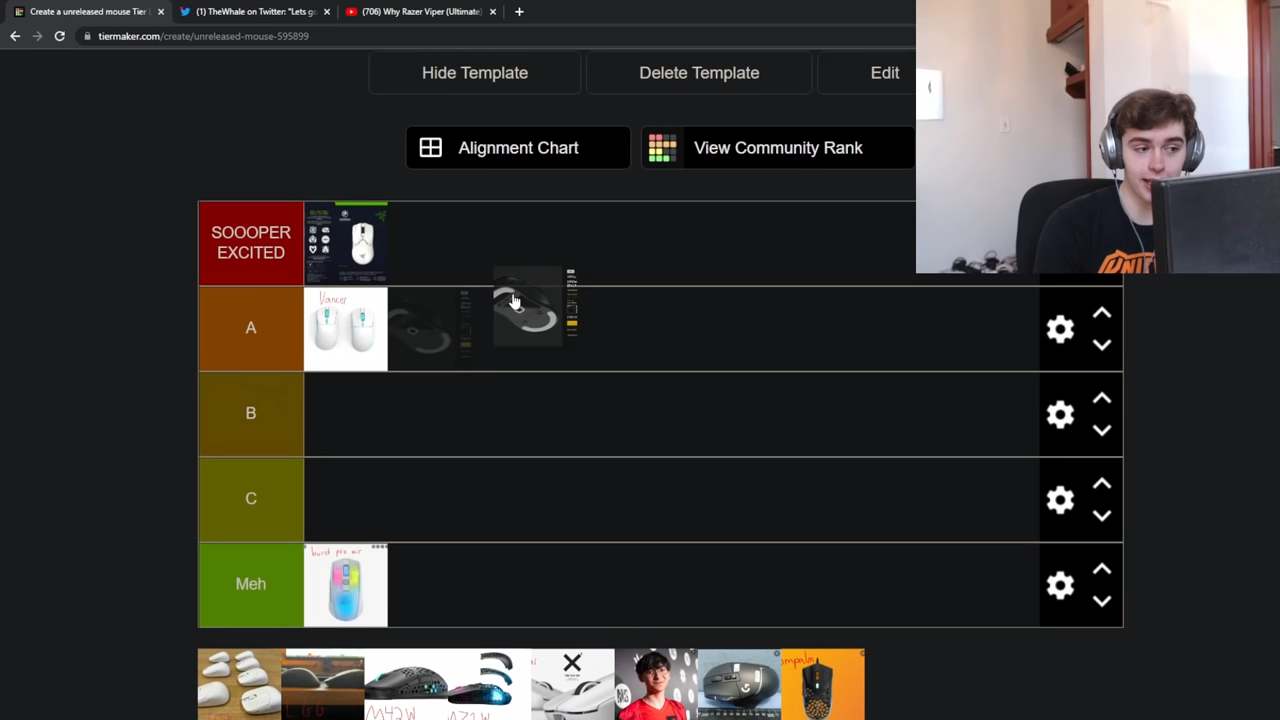 Create a unreleased mouse Tier
(1) TheWhale on Twitter: "Lets go
(706) Why Razer Viper (Ultimate)
tiermaker.com/create/unreleased-mouse-595899
Hide Template
Delete Template
Edit
Alignment Chart
View Community Rank
SOOOPER
EXCITED
A
Vancer
B
C
Meh
burst pro air
M42W